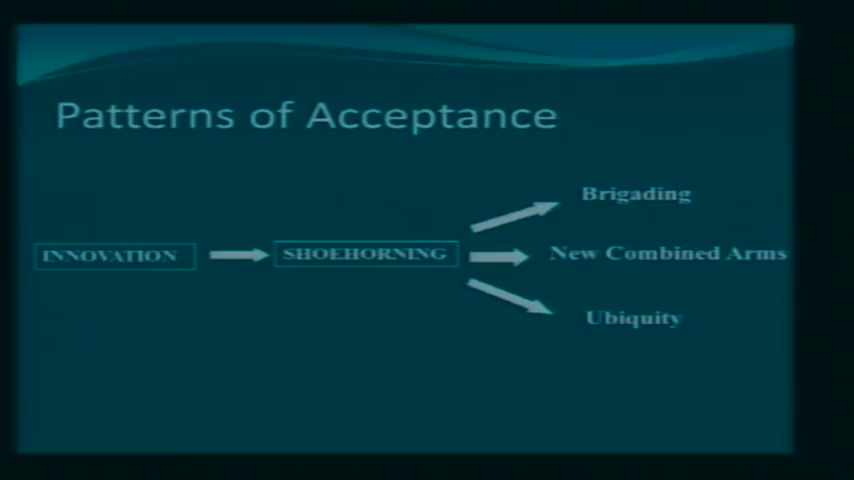 Patterns of Acceptance
Brigading
INNOVATION
SHOEHORNING
New Combined Arms
Ubiquity